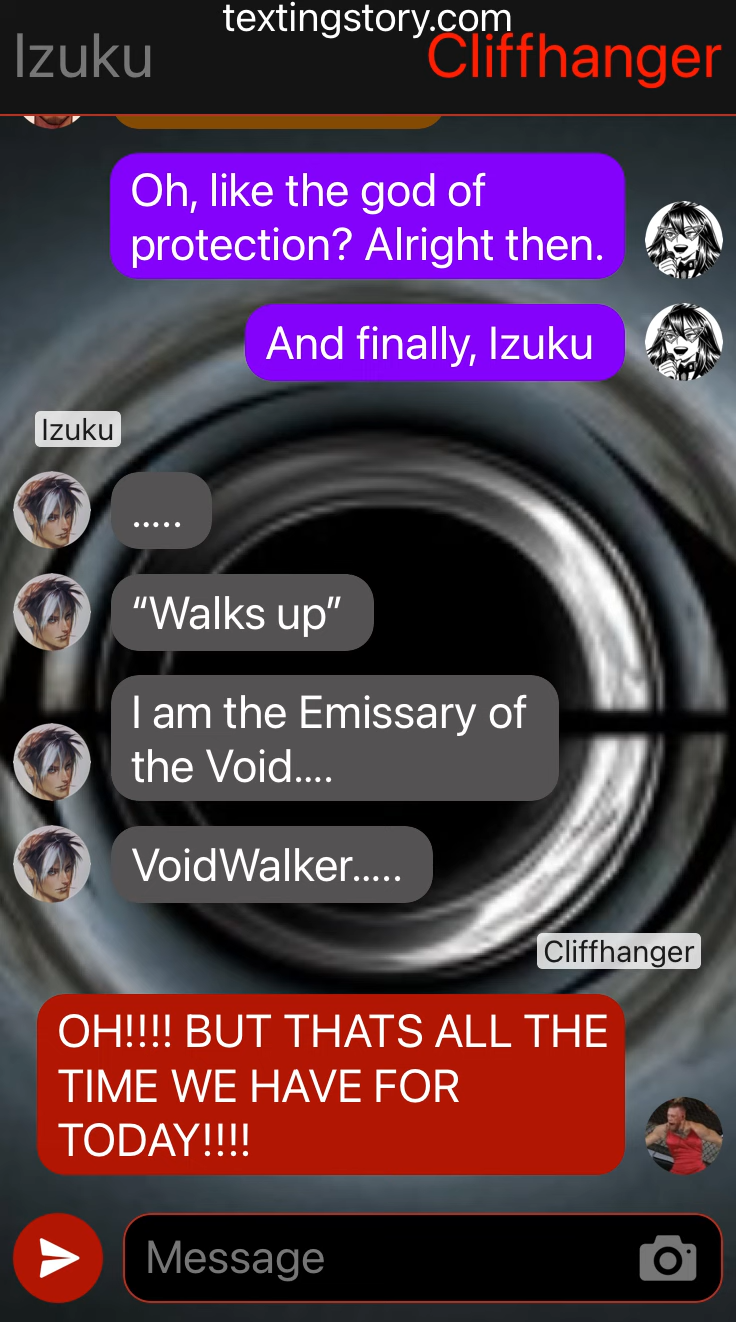 textingstory.com
Izuku
Cliffhanger
Oh, like the god of
protection? Alright then.
And finally, Izuku
Izuku
.....
“Walks up”
I am the Emissary of
the Void....
VoidWalker.....
Cliffhanger
OH!!!! BUT THATS ALL THE
TIME WE HAVE FOR
TODAY!!!!
Message